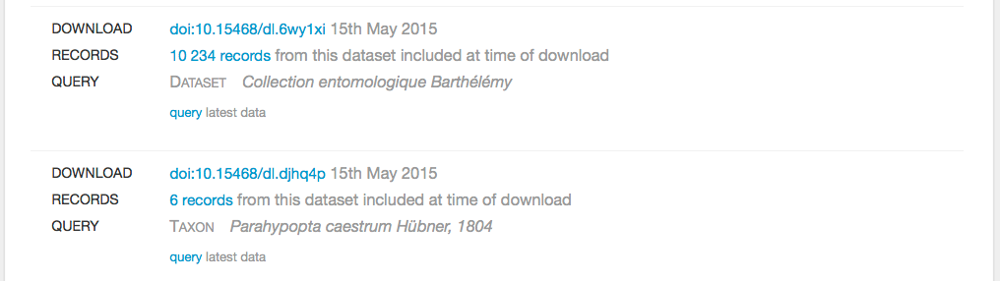 DOWNLOAD doi:10.15468/dl.6wy1xi 15th May 2015
RECORDS 10 234 records from this dataset included at time of download
QUERY DATASET Collection entomologique Barthélémy
query latest data
DOWNLOAD doi:10.15468/dl.djhq4p 15th May 2015
RECORDS 6 records from this dataset included at time of download
QUERY TAXON Parahypopta caestrum Hübner, 1804
query latest data